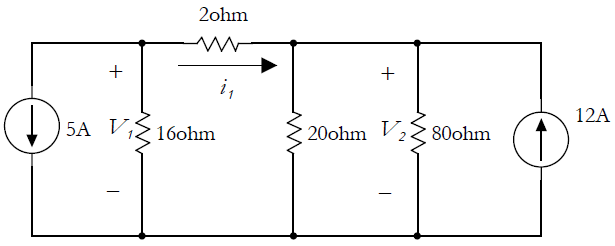 2ohm
+
i₁
+
12A
5A
V₁
16ohm
20ohm
V₂
80ohm
–
–